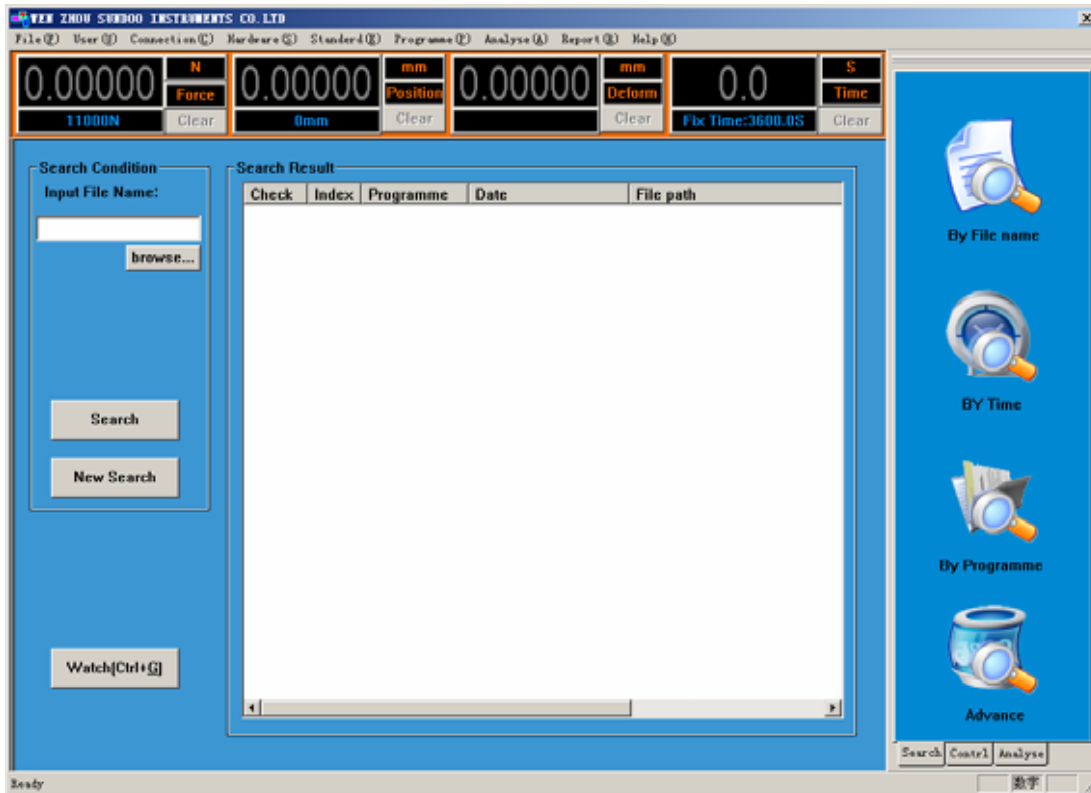 WEN ZHOU SUNDOO INSTRUMENTS CO.LTD
File(F) User(U) Connection(C) Hardware(S) Standerd(E) Programme(P) Analyse(A) Report(R) Help(H)
0.00000 N Force 0.00000 mm Position 0.00000 mm Deform 0.0 S Time
11000N Clear 0mm Clear Clear Fix Time:3600.0S Clear
Search Condition
Input File Name:
browse...
Search
New Search
Watch[Ctrl+G]
Search Result
Check Index Programme Date File path
By File name
BY Time
By Programme
Advance
Search Contrl Analyse
Ready 数字